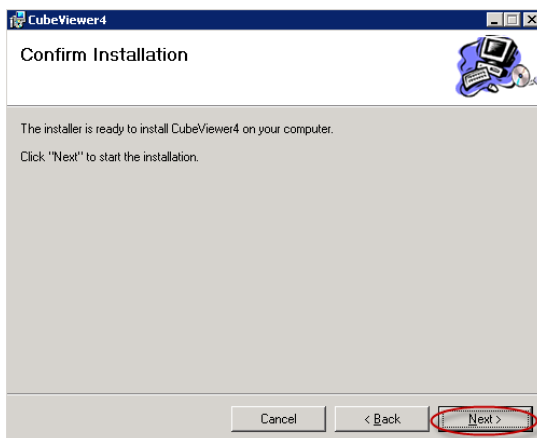 CubeViewer4
Confirm Installation
The installer is ready to install CubeViewer4 on your computer.
Click "Next" to start the installation.
Cancel
< Back
Next >